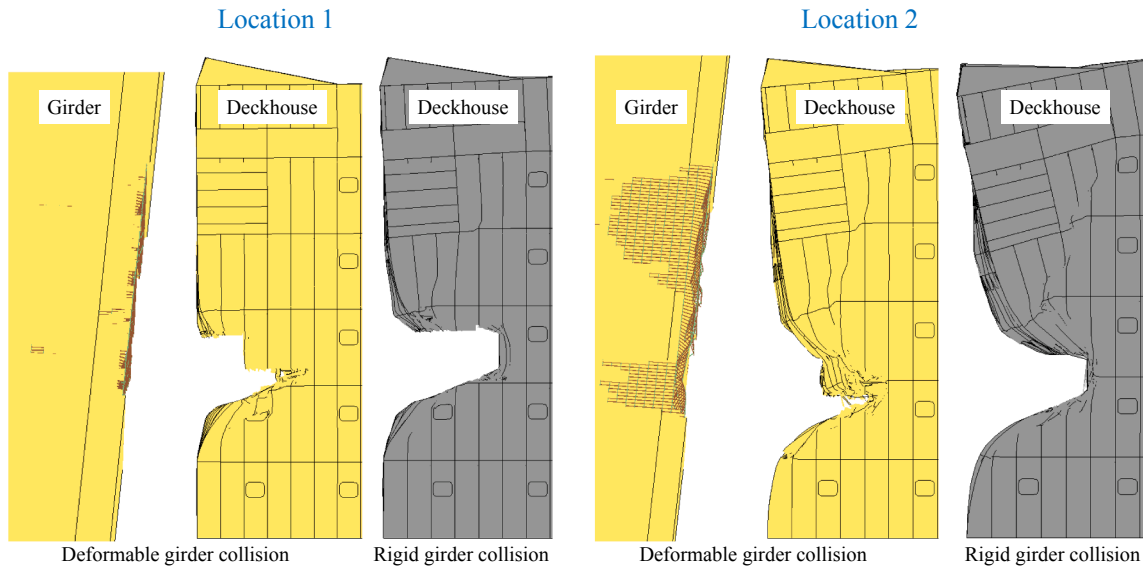 Location 1
Location 2
Girder
Deckhouse
Deckhouse
Girder
Deckhouse
Deckhouse
Deformable girder collision
Rigid girder collision
Deformable girder collision
Rigid girder collision